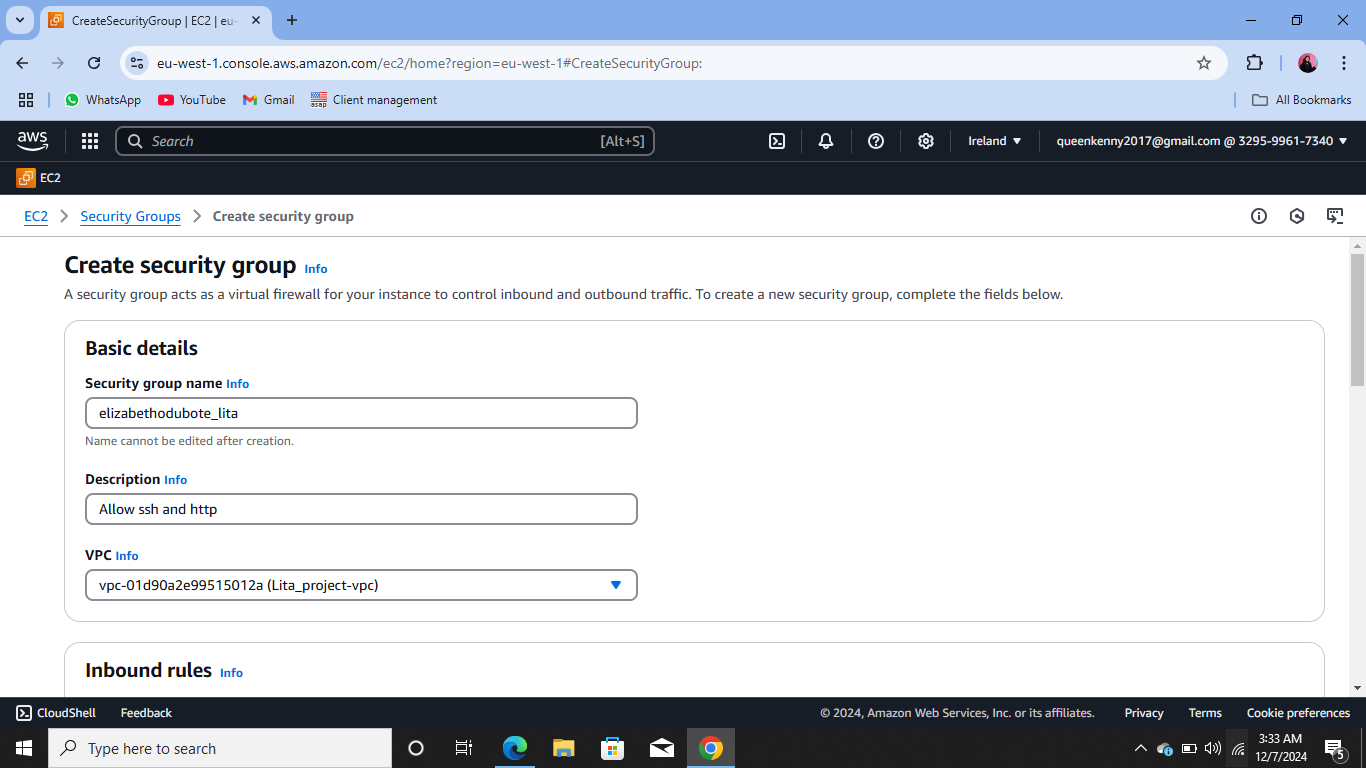 CreateSecurityGroup | EC2 | eu-
eu-west-1.console.aws.amazon.com/ec2/home?region=eu-west-1#CreateSecurityGroup:
WhatsApp YouTube Gmail asap Client management All Bookmarks
aws Search [Alt+S] Ireland queenkenny2017@gmail.com @ 3295-9961-7340
EC2
EC2 Security Groups Create security group
Create security group Info
A security group acts as a virtual firewall for your instance to control inbound and outbound traffic. To create a new security group, complete the fields below.
Basic details
Security group name Info
elizabethodubote_lita
Name cannot be edited after creation.
Description Info
Allow ssh and http
VPC Info
vpc-01d90a2e99515012a (Lita_project-vpc)
Inbound rules Info
CloudShell Feedback © 2024, Amazon Web Services, Inc. or its affiliates. Privacy Terms Cookie preferences
Type here to search 3:33 AM
12/7/2024 5